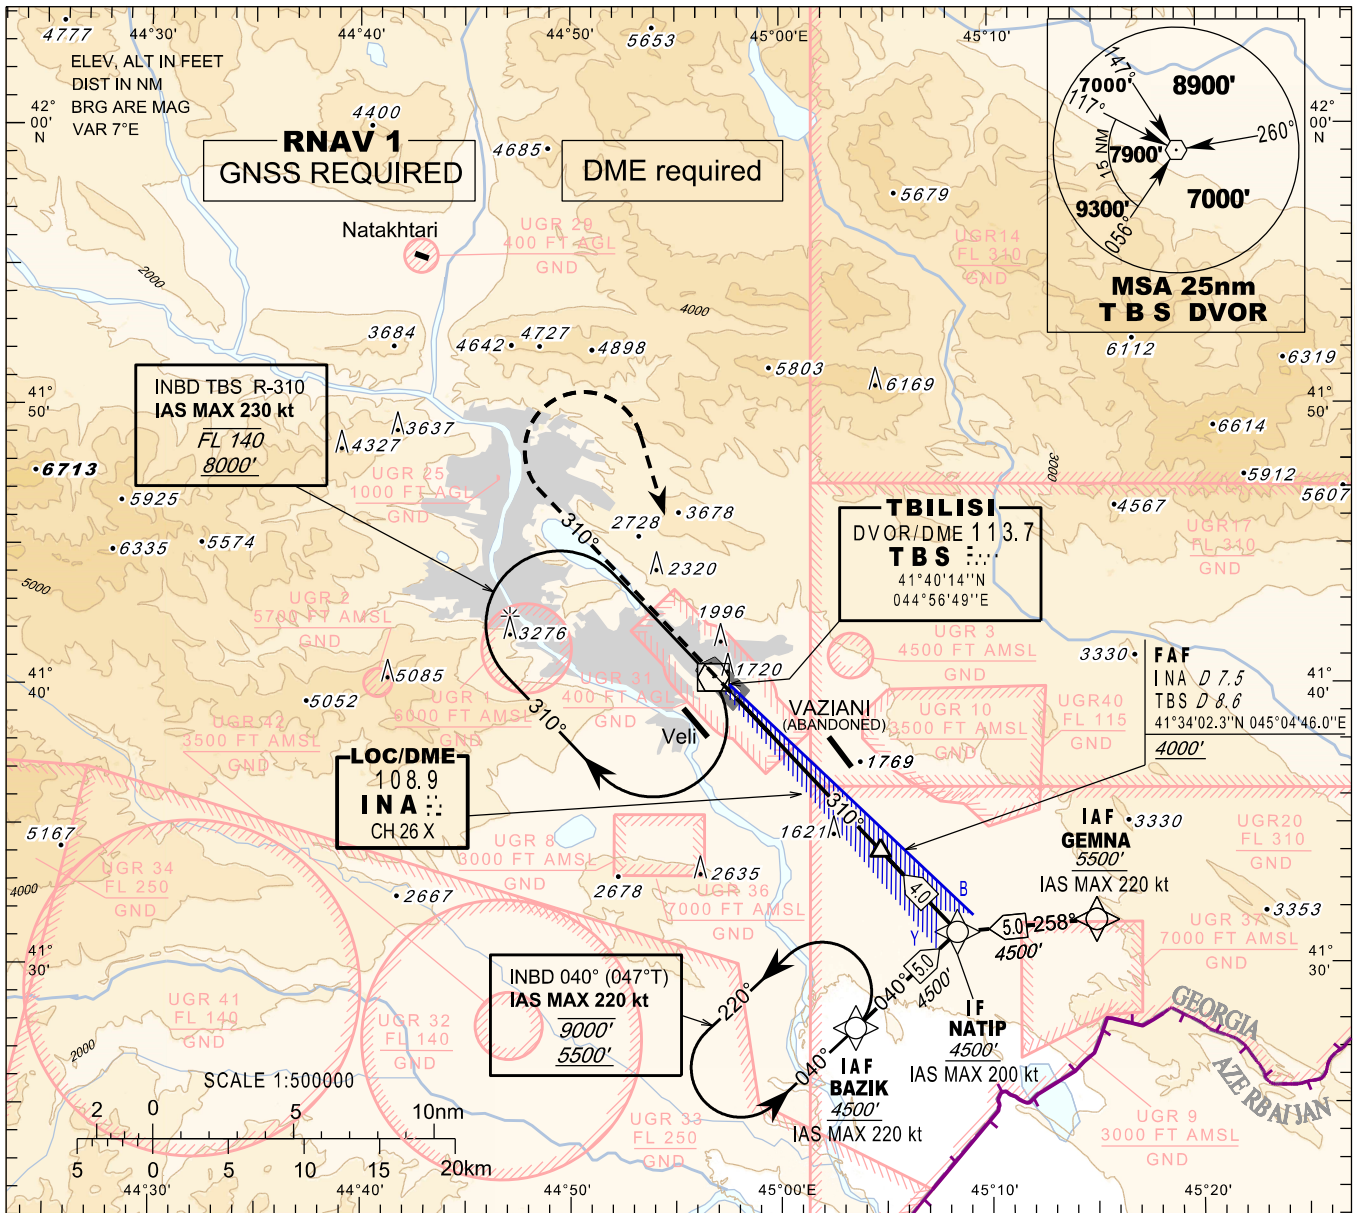 4777
44°30'
44°40'
44°50'
5653
45°00'E
45°10'
ELEV, ALT IN FEET
DIST IN NM
BRG ARE MAG
VAR 7°E
42°
00'
N
4400
RNAV 1
GNSS REQUIRED
4685
DME required
5679
147°
7000'
117°
8900'
260°
15 NM
7900'
9300'
7000'
056°
MSA 25nm
TBS DVOR
42°
00'
N
Natakhtari
UGR 29
400 FT AGL
GND
UGR14
FL 310
GND
2000
4000
3684
4642
4727
4898
5803
6169
6112
6319
INBD TBS R-310
IAS MAX 230 kt
FL 140
8000'
41°
50'
41°
50'
3637
4327
6614
6713
5925
UGR 25
1000 FT AGL
GND
3000
5912
5607
4567
6335
5574
310°
2728
3678
2320
TBILISI
DVOR/DME 113.7
TBS
41°40'14''N
044°56'49''E
UGR17
FL 310
GND
5000
UGR 2
5700 FT AMSL
GND
3276
1996
1720
UGR 3
4500 FT AMSL
GND
3330
FAF
INA D 7.5
TBS D 8.6
41°34'02.3''N 045°04'46.0''E
4000'
41°
40'
41°
40'
5085
5052
UGR 1
6000 FT AMSL
GND
UGR 31
400 FT AGL
GND
310°
Veli
VAZIANI
(ABANDONED)
UGR 10
3500 FT AMSL
GND
UGR40
FL 115
GND
UGR 42
3500 FT AMSL
GND
1769
LOC/DME
108.9
INA
CH 26 X
310°
5167
1621
IAF
GEMNA
5500'
IAS MAX 220 kt
3330
UGR20
FL 310
GND
UGR 34
FL 250
GND
UGR 8
3000 FT AMSL
GND
4000
2667
2678
2635
UGR 36
7000 FT AMSL
GND
4.0
B
Y
5.0
258°
4500'
3353
UGR 37
7000 FT AMSL
GND
41°
30'
41°
30'
INBD 040° (047°T)
IAS MAX 220 kt
9000'
5500'
220°
040°
040°
5.0
4500'
IF
NATIP
4500'
IAS MAX 200 kt
IAF
BAZIK
4500'
IAS MAX 220 kt
GEORGIA
AZERBAIJAN
UGR 41
FL 140
GND
UGR 32
FL 140
GND
2000
SCALE 1:500000
2 0 5 10nm
5 0 5 10 15 20km
UGR 33
FL 250
GND
UGR 9
3000 FT AMSL
GND
44°30'
44°40'
44°50'
45°00'E
45°10'
45°20'